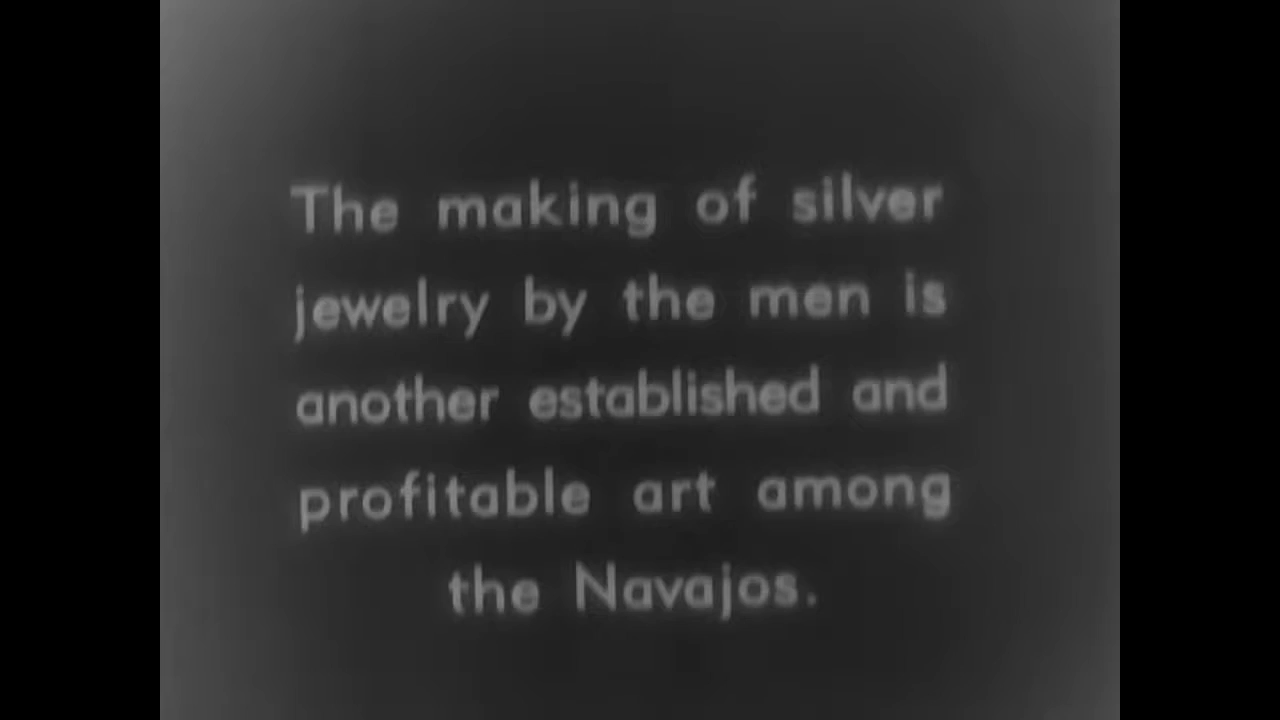 The making of silver
jewelry by the men is
another established and
profitable art among
the Navajos.